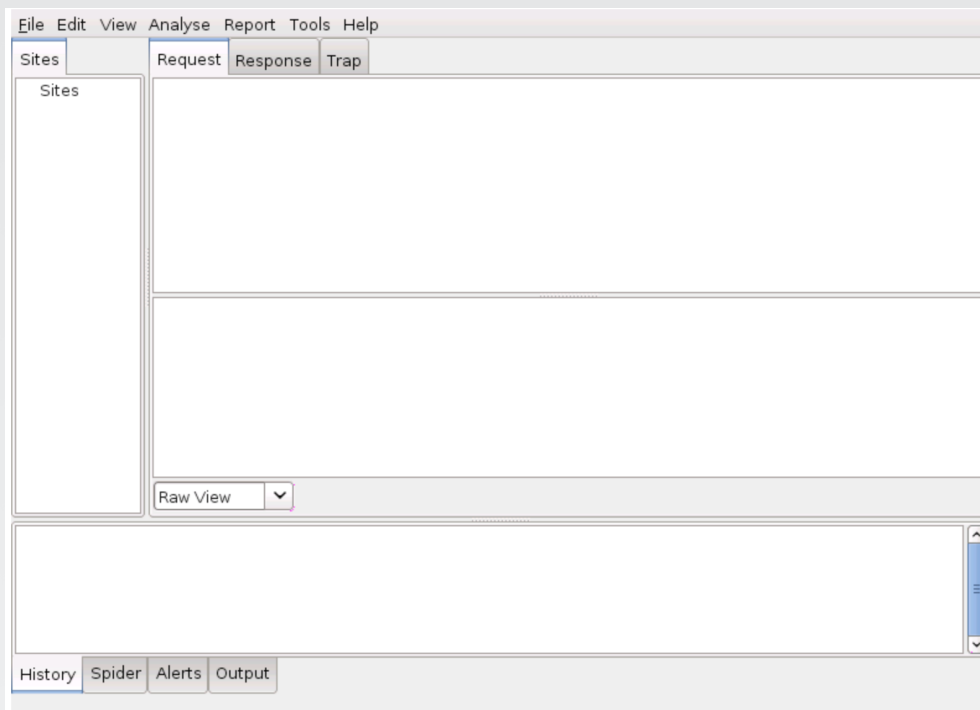 File Edit View Analyse Report Tools Help
Sites
Request Response Trap
Sites
Raw View
History Spider Alerts Output